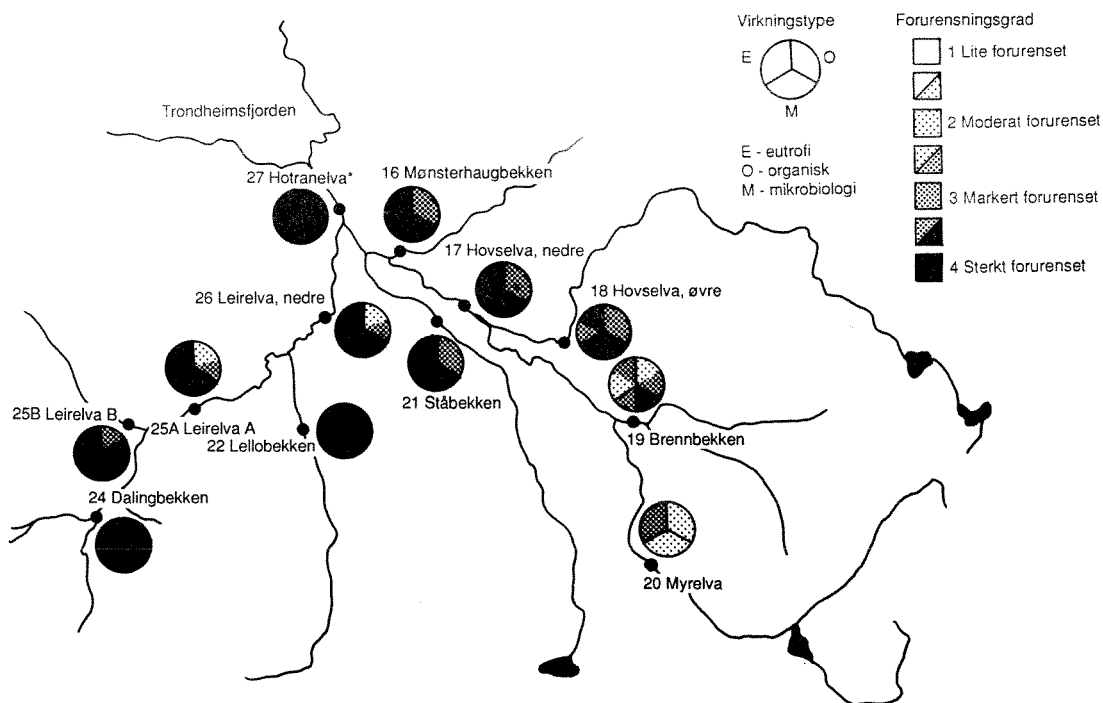 Virkningstype
E
O
M
E - eutrofi
O - organisk
M - mikrobiologi
Forurensningsgrad
1 Lite forurenset
2 Moderat forurenset
3 Markert forurenset
4 Sterkt forurenset
Trondheimsfjorden
27 Hotranelva*
16 Mønsterhaugbekken
17 Hovselva, nedre
18 Hovselva, øvre
26 Leirelva, nedre
21 Ståbekken
25B Leirelva B
25A Leirelva A
22 Lellobekken
19 Brennbekken
24 Dalingbekken
20 Myrelva